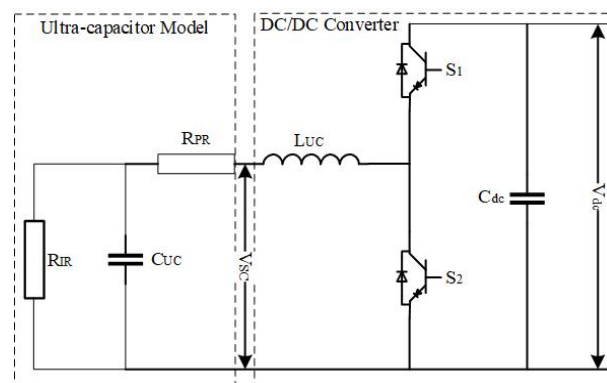 Ultra-capacitor Model
DC/DC Converter
S1
RPR
LUC
RIR
CUC
VSC
S2
Cdc
Vdc